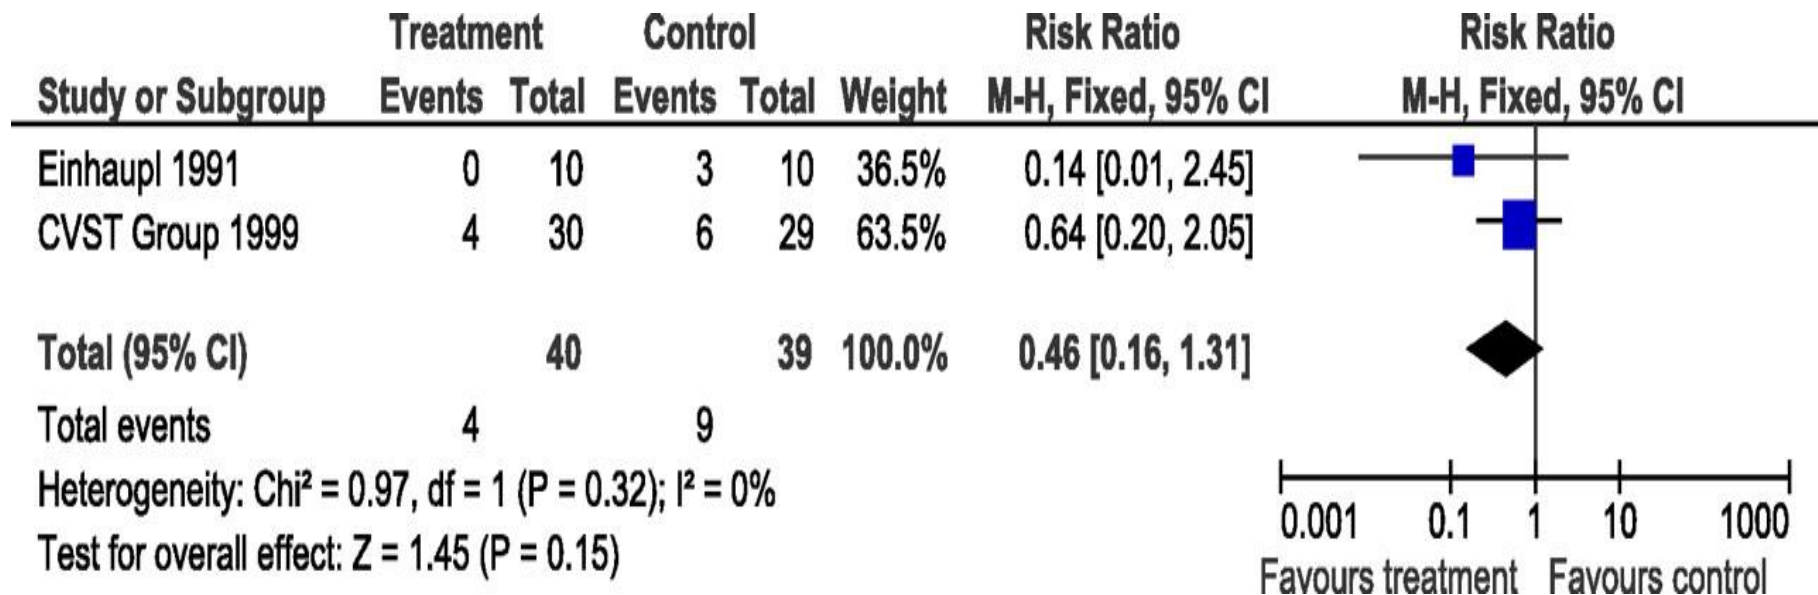 Treatment Control Risk Ratio Risk Ratio
Study or Subgroup Events Total Events Total Weight M-H, Fixed, 95% CI M-H, Fixed, 95% CI
Einhaupl 1991 0 10 3 10 36.5% 0.14 [0.01, 2.45]
CVST Group 1999 4 30 6 29 63.5% 0.64 [0.20, 2.05]
Total (95% CI) 40 39 100.0% 0.46 [0.16, 1.31]
Total events 4 9
Heterogeneity: Chi² = 0.97, df = 1 (P = 0.32); I² = 0%
Test for overall effect: Z = 1.45 (P = 0.15)
0.001 0.1 1 10 1000
Favours treatment Favours control